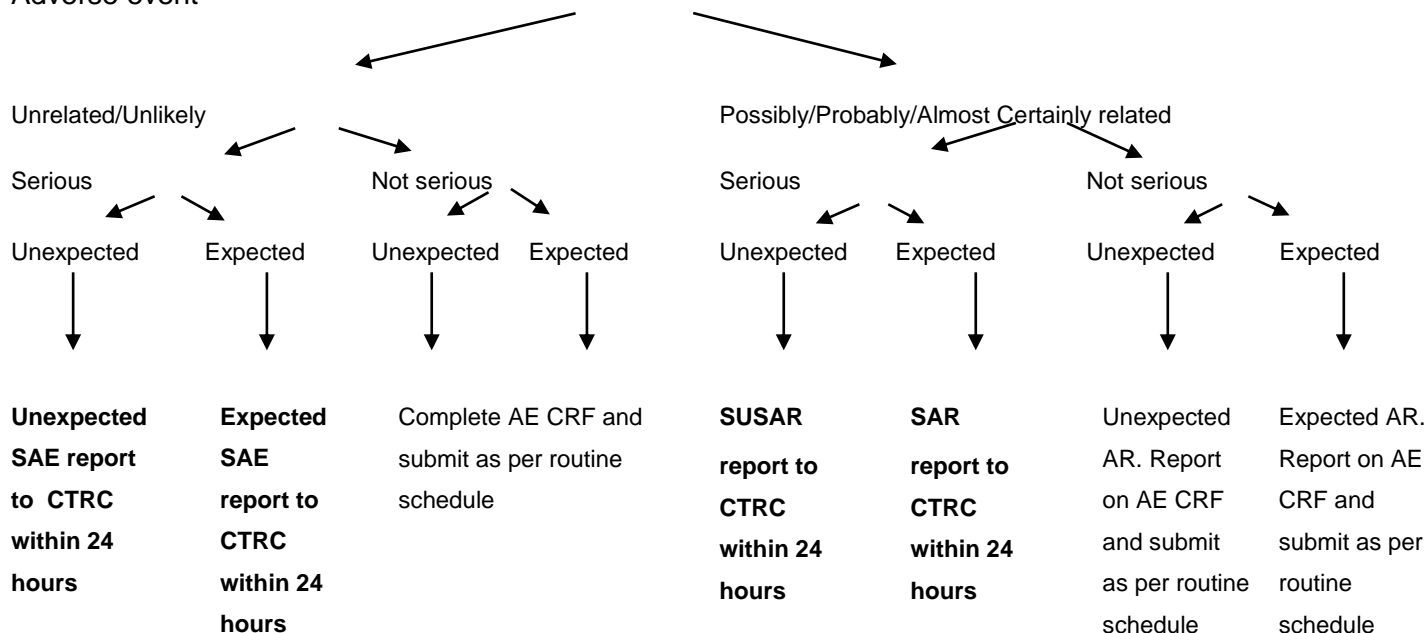 Adverse event
Unrelated/Unlikely Possibly/Probably/Almost Certainly related
Serious Not serious Serious Not serious
Unexpected Expected Unexpected Expected Unexpected Expected Unexpected Expected
Unexpected
SAE report
to CTRC
within 24
hours
Expected
SAE
report to
CTRC
within 24
hours
Complete AE CRF and
submit as per routine
schedule
SUSAR
report to
CTRC
within 24
hours
SAR
report to
CTRC
within 24
hours
Unexpected
AR. Report
on AE CRF
and submit
as per routine
schedule
Expected AR.
Report on AE
CRF and
submit as per
routine
schedule